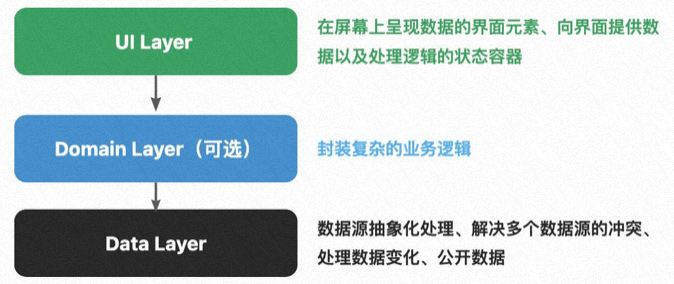 UI Layer
在屏幕上呈现数据的界面元素、向界面提供数
据以及处理逻辑的状态容器
Domain Layer（可选）
封装复杂的业务逻辑
Data Layer
数据源抽象化处理、解决多个数据源的冲突、
处理数据变化、公开数据